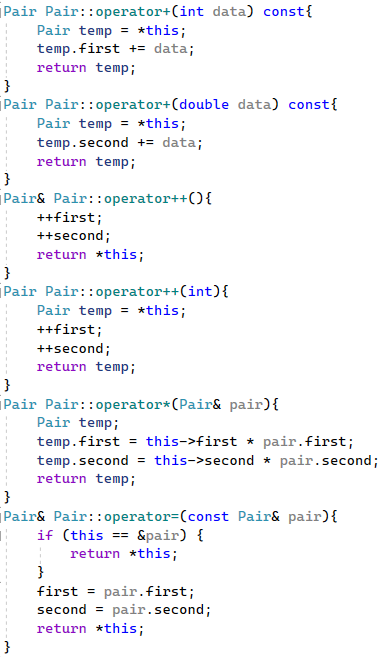 Pair Pair::operator+(int data) const{
    Pair temp = *this;
    temp.first += data;
    return temp;
}
Pair Pair::operator+(double data) const{
    Pair temp = *this;
    temp.second += data;
    return temp;
}
Pair& Pair::operator++(){
    ++first;
    ++second;
    return *this;
}
Pair Pair::operator++(int){
    Pair temp = *this;
    ++first;
    ++second;
    return temp;
}
Pair Pair::operator*(Pair& pair){
    Pair temp;
    temp.first = this->first * pair.first;
    temp.second = this->second * pair.second;
    return temp;
}
Pair& Pair::operator=(const Pair& pair){
    if (this == &pair) {
        return *this;
    }
    first = pair.first;
    second = pair.second;
    return *this;
}